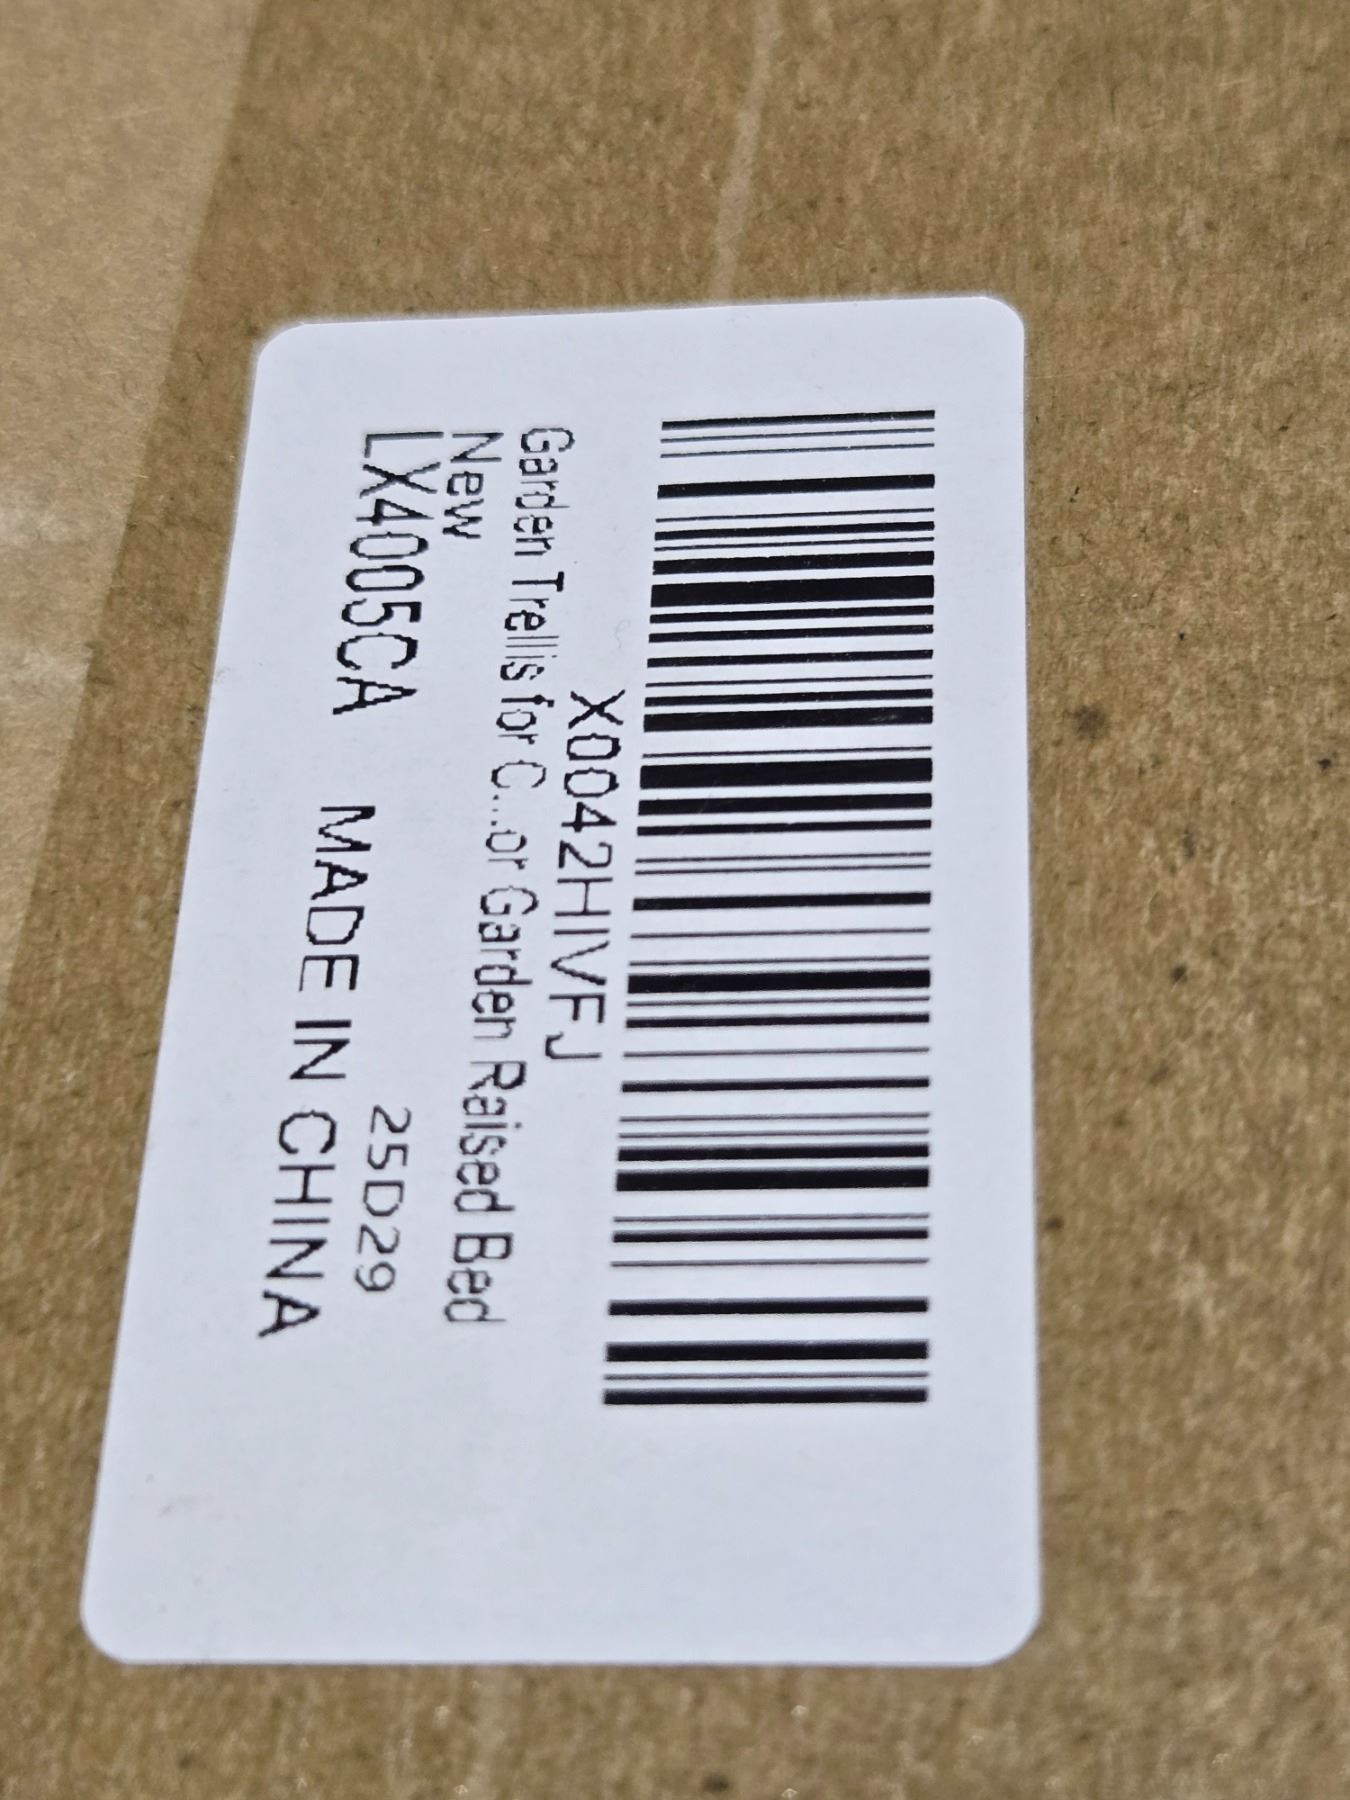 X0042HIVFJ
Garden Trellis for C...or Garden Raised Bed
New
25D29
LX4005CA MADE IN CHINA